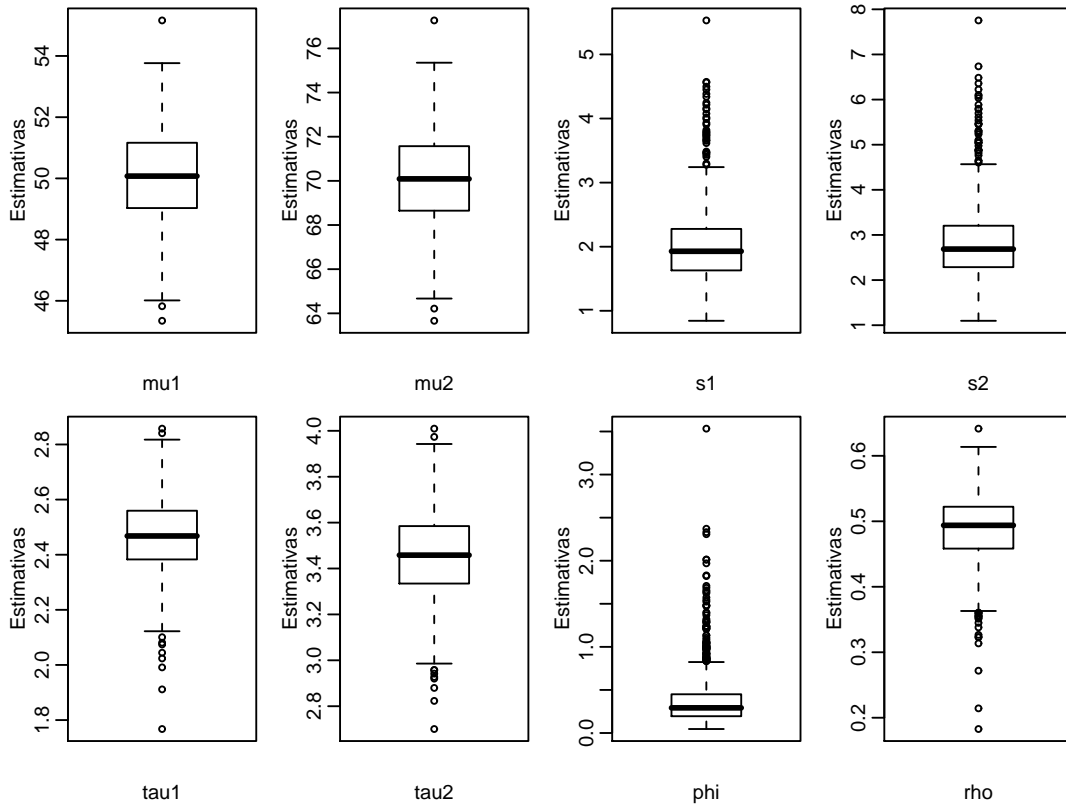 54
52
50
48
46
Estimativas
mu1
76
74
72
70
68
66
64
Estimativas
mu2
5
4
3
2
1
Estimativas
s1
8
7
6
5
4
3
2
1
Estimativas
s2
2.8
2.6
2.4
2.2
2.0
1.8
Estimativas
tau1
4.0
3.8
3.6
3.4
3.2
3.0
2.8
Estimativas
tau2
3.0
2.0
1.0
0.0
Estimativas
phi
0.6
0.5
0.4
0.3
0.2
Estimativas
rho